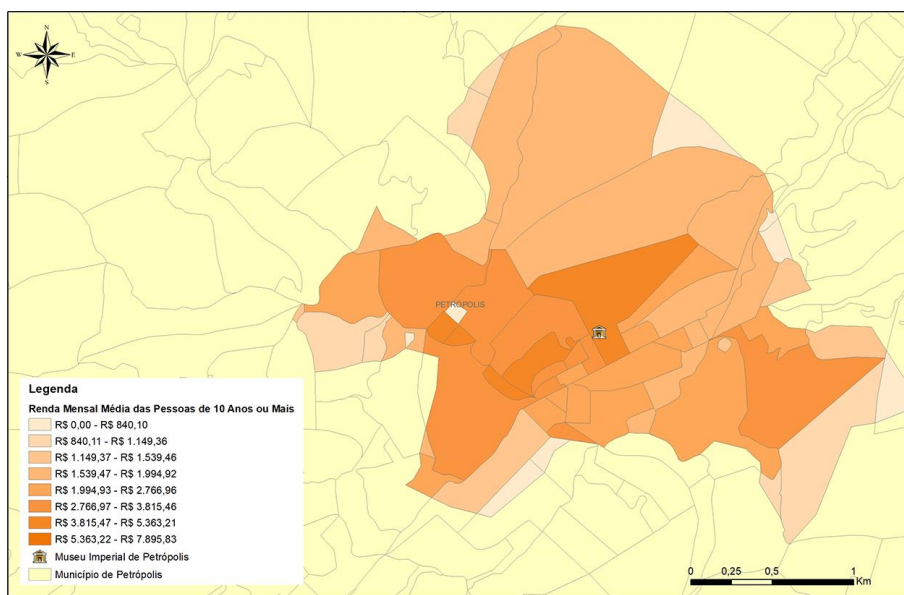 N
W E
S
PETRÓPOLIS
Legenda
Renda Mensal Média das Pessoas de 10 Anos ou Mais
R$ 0,00 - R$ 840,10
R$ 840,11 - R$ 1.149,36
R$ 1.149,37 - R$ 1.539,46
R$ 1.539,47 - R$ 1.994,92
R$ 1.994,93 - R$ 2.766,96
R$ 2.766,97 - R$ 3.815,46
R$ 3.815,47 - R$ 5.363,21
R$ 5.363,22 - R$ 7.895,83
Museu Imperial de Petrópolis
Município de Petrópolis
0 0,25 0,5 1
Km